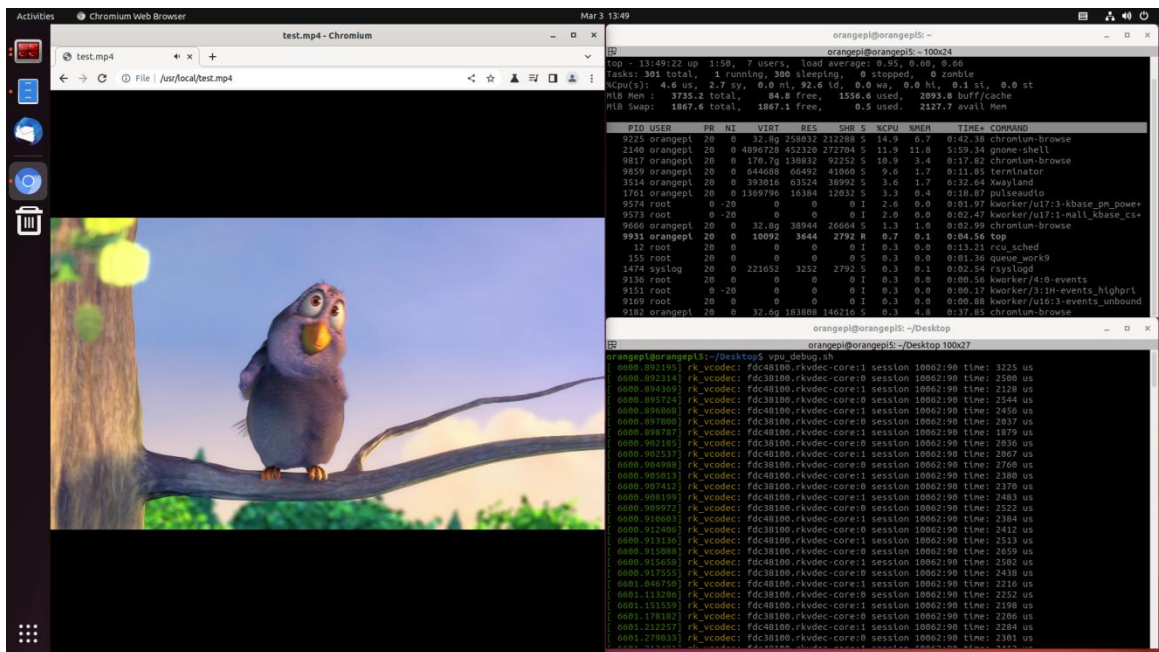 Activities Chromium Web Browser Mar 3 13:49
test.mp4 - Chromium
test.mp4
File /usr/local/test.mp4
orangepi@orangepi5: ~
orangepi@orangepi5: ~ 100x24
top - 13:49:22 up 1:50, 7 users, load average: 0.95, 0.60, 0.66
Tasks: 301 total, 1 running, 300 sleeping, 0 stopped, 0 zombie
%Cpu(s): 4.6 us, 2.7 sy, 0.0 ni, 92.6 id, 0.0 wa, 0.0 hi, 0.1 si, 0.0 st
MiB Mem : 3735.2 total, 84.8 free, 1556.6 used, 2093.8 buff/cache
MiB Swap: 1867.6 total, 1867.1 free, 0.5 used. 2127.7 avail Mem
PID USER PR NI VIRT RES SHR S %CPU %MEM TIME+ COMMAND
9225 orangepi 20 0 32.8g 258032 212288 S 14.9 6.7 0:42.38 chromium-browse
2140 orangepi 20 0 4896728 452320 272704 S 11.9 11.8 5:59.34 gnome-shell
9817 orangepi 20 0 170.7g 130832 92252 S 10.9 3.4 0:17.82 chromium-browse
9859 orangepi 20 0 644688 66492 41060 S 9.6 1.7 0:11.85 terminator
3514 orangepi 20 0 393016 63524 38992 S 3.6 1.7 6:32.64 Xwayland
1761 orangepi 20 0 1369796 16384 12032 S 3.3 0.4 0:18.87 pulseaudio
9574 root 0 -20 0 0 0 I 2.6 0.0 0:01.97 kworker/u17:3-kbase_pm_powe+
9573 root 0 -20 0 0 0 I 2.0 0.0 0:02.47 kworker/u17:1-mali_kbase_cs+
9666 orangepi 20 0 32.8g 38944 26664 S 1.3 1.0 0:02.99 chromium-browse
9931 orangepi 20 0 10092 3644 2792 R 0.7 0.1 0:04.56 top
12 root 20 0 0 0 0 I 0.3 0.0 0:13.21 rcu_sched
155 root 20 0 0 0 0 S 0.3 0.0 0:01.36 queue_work9
1474 syslog 20 0 221652 3252 2792 S 0.3 0.1 0:02.54 rsyslogd
9136 root 20 0 0 0 0 I 0.3 0.0 0:00.56 kworker/4:0-events
9151 root 0 -20 0 0 0 I 0.3 0.0 0:00.17 kworker/3:1H-events_highpri
9169 root 20 0 0 0 0 I 0.3 0.0 0:00.88 kworker/u16:3-events_unbound
9182 orangepi 20 0 32.6g 183808 146216 S 0.3 4.8 0:37.85 chromium-browse
orangepi@orangepi5: ~/Desktop
orangepi@orangepi5: ~/Desktop 100x27
orangepi@orangepi5:~/Desktop$ vpu_debug.sh
[ 6600.892195] rk_vcodec: fdc48100.rkvdec-core:1 session 10062:90 time: 3225 us
[ 6600.892314] rk_vcodec: fdc38100.rkvdec-core:0 session 10062:90 time: 2500 us
[ 6600.894369] rk_vcodec: fdc48100.rkvdec-core:1 session 10062:90 time: 2128 us
[ 6600.895724] rk_vcodec: fdc38100.rkvdec-core:0 session 10062:90 time: 2544 us
[ 6600.896868] rk_vcodec: fdc48100.rkvdec-core:1 session 10062:90 time: 2456 us
[ 6600.897800] rk_vcodec: fdc38100.rkvdec-core:0 session 10062:90 time: 2037 us
[ 6600.898787] rk_vcodec: fdc48100.rkvdec-core:1 session 10062:90 time: 1879 us
[ 6600.902105] rk_vcodec: fdc38100.rkvdec-core:0 session 10062:90 time: 2036 us
[ 6600.902537] rk_vcodec: fdc48100.rkvdec-core:1 session 10062:90 time: 2067 us
[ 6600.904988] rk_vcodec: fdc38100.rkvdec-core:0 session 10062:90 time: 2760 us
[ 6600.905013] rk_vcodec: fdc48100.rkvdec-core:1 session 10062:90 time: 2380 us
[ 6600.907412] rk_vcodec: fdc38100.rkvdec-core:0 session 10062:90 time: 2370 us
[ 6600.908199] rk_vcodec: fdc48100.rkvdec-core:1 session 10062:90 time: 2483 us
[ 6600.909972] rk_vcodec: fdc38100.rkvdec-core:0 session 10062:90 time: 2522 us
[ 6600.910603] rk_vcodec: fdc48100.rkvdec-core:1 session 10062:90 time: 2384 us
[ 6600.912406] rk_vcodec: fdc38100.rkvdec-core:0 session 10062:90 time: 2412 us
[ 6600.913136] rk_vcodec: fdc48100.rkvdec-core:1 session 10062:90 time: 2513 us
[ 6600.915088] rk_vcodec: fdc38100.rkvdec-core:0 session 10062:90 time: 2659 us
[ 6600.915658] rk_vcodec: fdc48100.rkvdec-core:1 session 10062:90 time: 2502 us
[ 6600.917555] rk_vcodec: fdc38100.rkvdec-core:0 session 10062:90 time: 2438 us
[ 6601.046750] rk_vcodec: fdc48100.rkvdec-core:1 session 10062:90 time: 2216 us
[ 6601.113286] rk_vcodec: fdc38100.rkvdec-core:0 session 10062:90 time: 2252 us
[ 6601.151559] rk_vcodec: fdc48100.rkvdec-core:1 session 10062:90 time: 2198 us
[ 6601.178182] rk_vcodec: fdc38100.rkvdec-core:0 session 10062:90 time: 2206 us
[ 6601.212257] rk_vcodec: fdc48100.rkvdec-core:1 session 10062:90 time: 2284 us
[ 6601.279033] rk_vcodec: fdc38100.rkvdec-core:0 session 10062:90 time: 2301 us